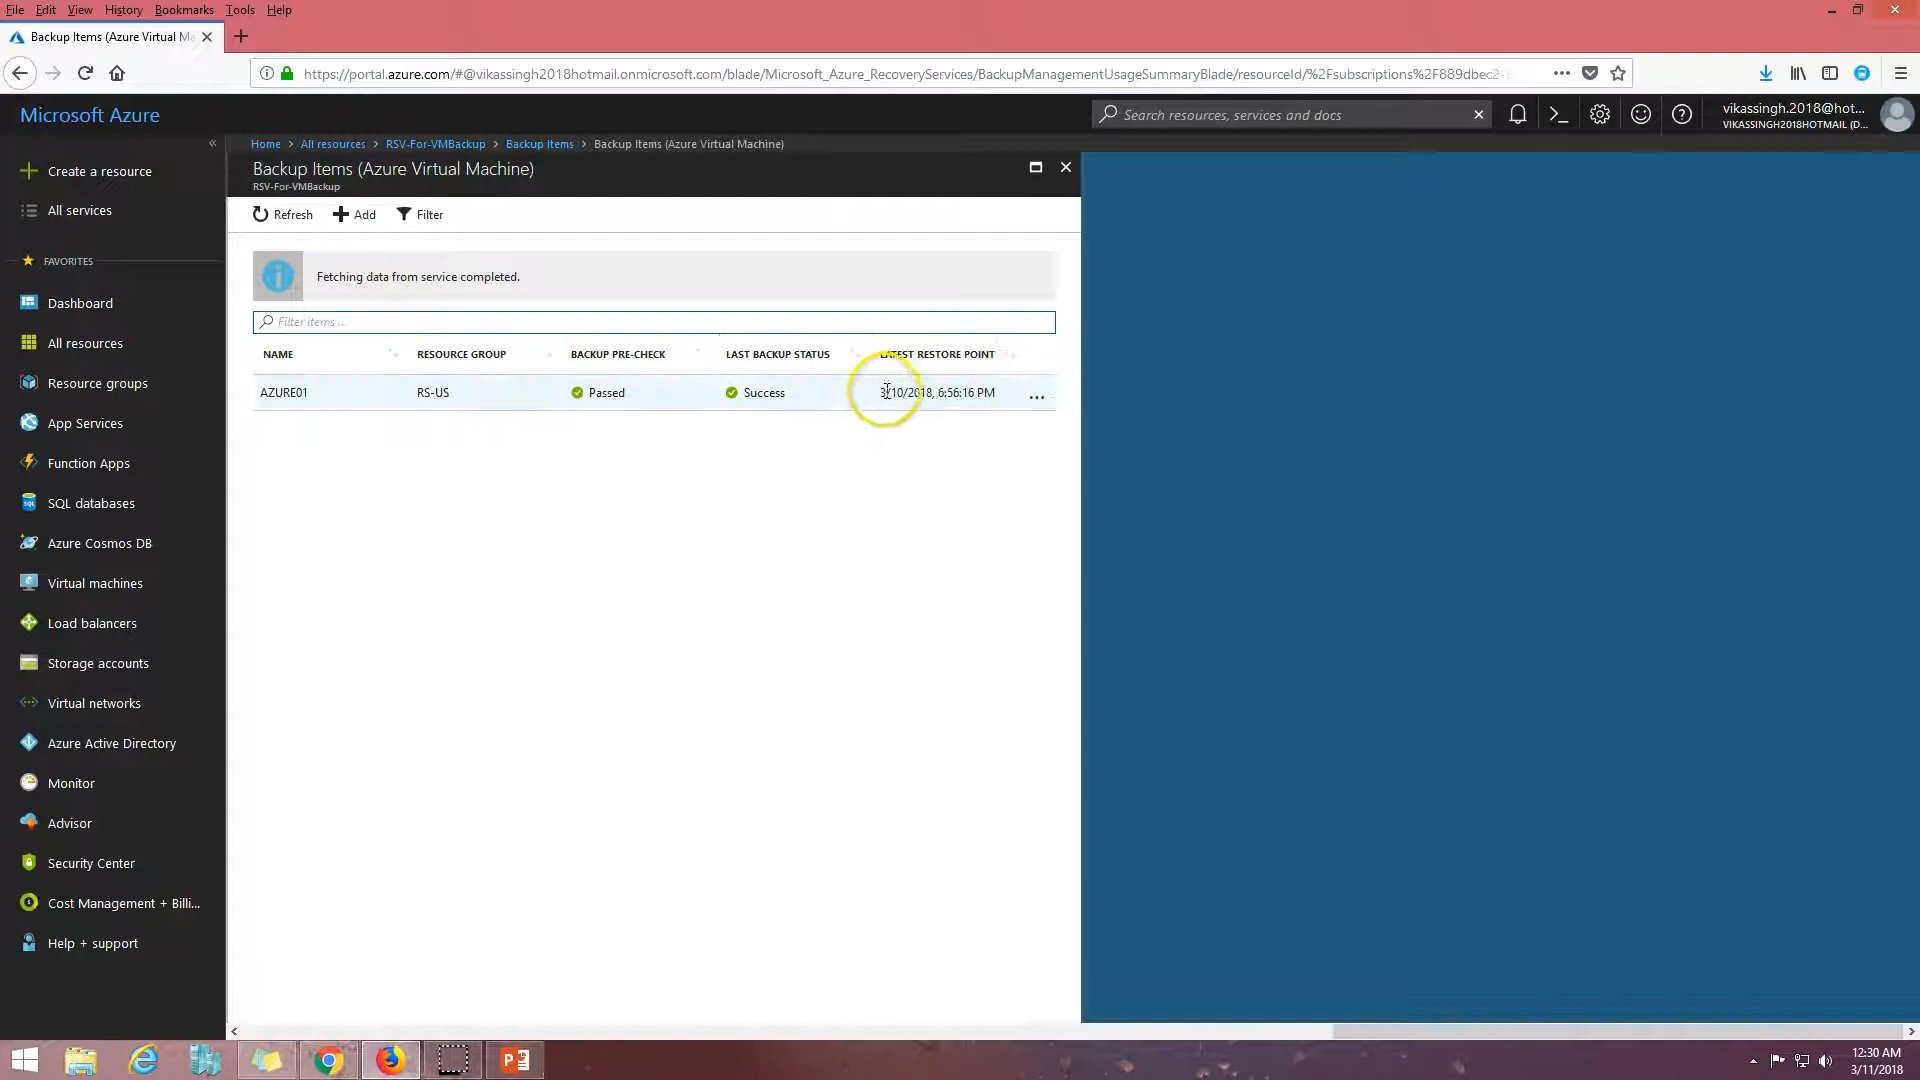 File Edit View History Bookmarks Tools Help
Backup Items (Azure Virtual Ma
https://portal.azure.com/#@vikassingh2018hotmail.onmicrosoft.com/blade/Microsoft_Azure_RecoveryServices/BackupManagementUsageSummaryBlade/resourceId/%2Fsubscriptions%2F889dbec2-
Microsoft Azure
Search resources, services and docs
vikassingh.2018@hot...
VIKASSINGH2018HOTMAIL (D...
Home > All resources > RSV-For-VMBackup > Backup Items > Backup Items (Azure Virtual Machine)
Backup Items (Azure Virtual Machine)
RSV-For-VMBackup
Refresh Add Filter
Fetching data from service completed.
Filter items ...
NAME RESOURCE GROUP BACKUP PRE-CHECK LAST BACKUP STATUS LATEST RESTORE POINT
AZURE01 RS-US Passed Success 3/10/2018, 6:56:16 PM ...
Create a resource
All services
FAVORITES
Dashboard
All resources
Resource groups
App Services
Function Apps
SQL databases
Azure Cosmos DB
Virtual machines
Load balancers
Storage accounts
Virtual networks
Azure Active Directory
Monitor
Advisor
Security Center
Cost Management + Billi...
Help + support
12:30 AM
3/11/2018